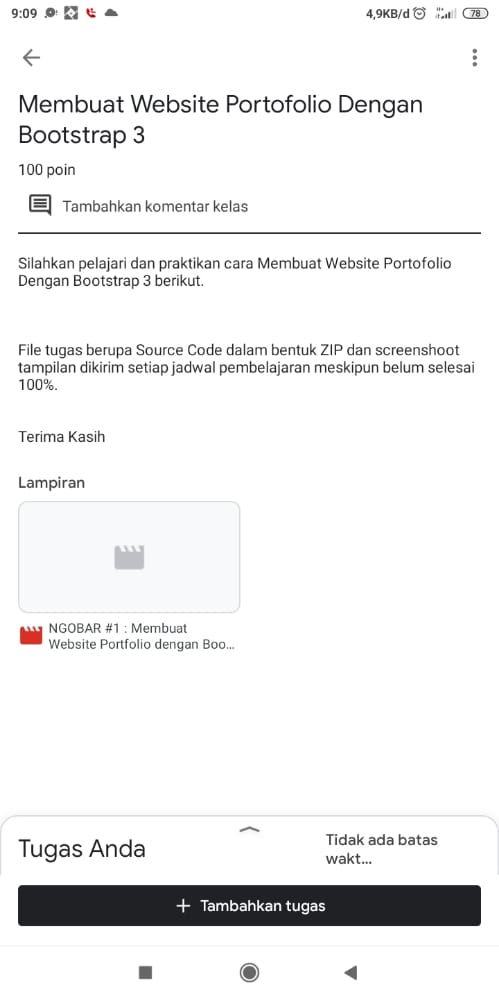 9:09
4,9KB/d
78
Membuat Website Portofolio Dengan
Bootstrap 3
100 poin
Tambahkan komentar kelas
Silahkan pelajari dan praktikan cara Membuat Website Portofolio
Dengan Bootstrap 3 berikut.
File tugas berupa Source Code dalam bentuk ZIP dan screenshoot
tampilan dikirim setiap jadwal pembelajaran meskipun belum selesai
100%.
Terima Kasih
Lampiran
NGOBAR #1 : Membuat
Website Portfolio dengan Boo...
Tugas Anda
Tidak ada batas
wakt...
+ Tambahkan tugas